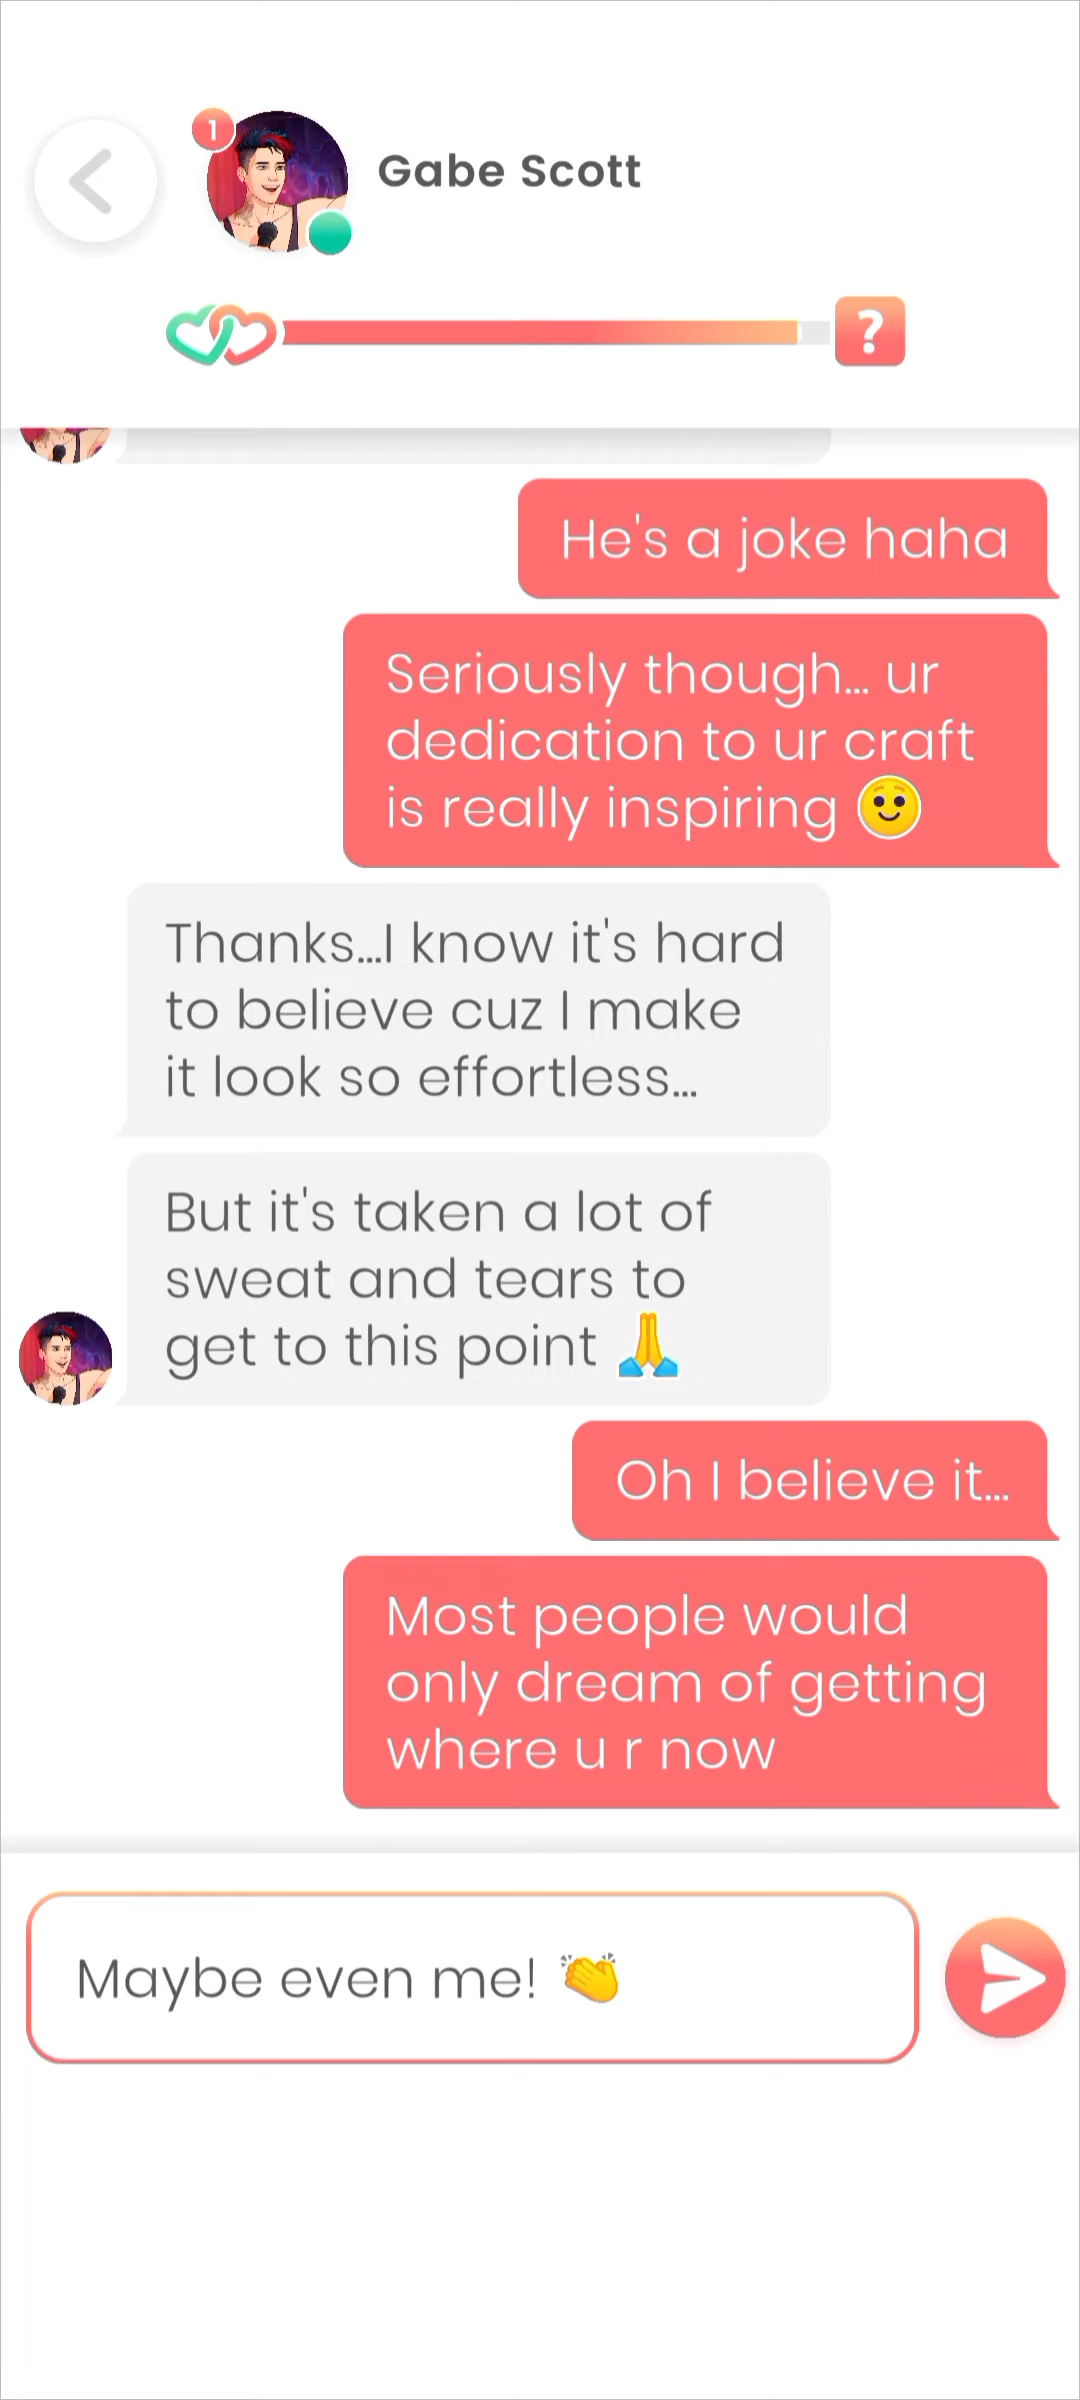 1
Gabe Scott
?
He's a joke haha
Seriously though... ur
dedication to ur craft
is really inspiring 🙂
Thanks...I know it's hard
to believe cuz I make
it look so effortless...
But it's taken a lot of
sweat and tears to
get to this point 🙏
Oh I believe it...
Most people would
only dream of getting
where u r now
Maybe even me! 👏